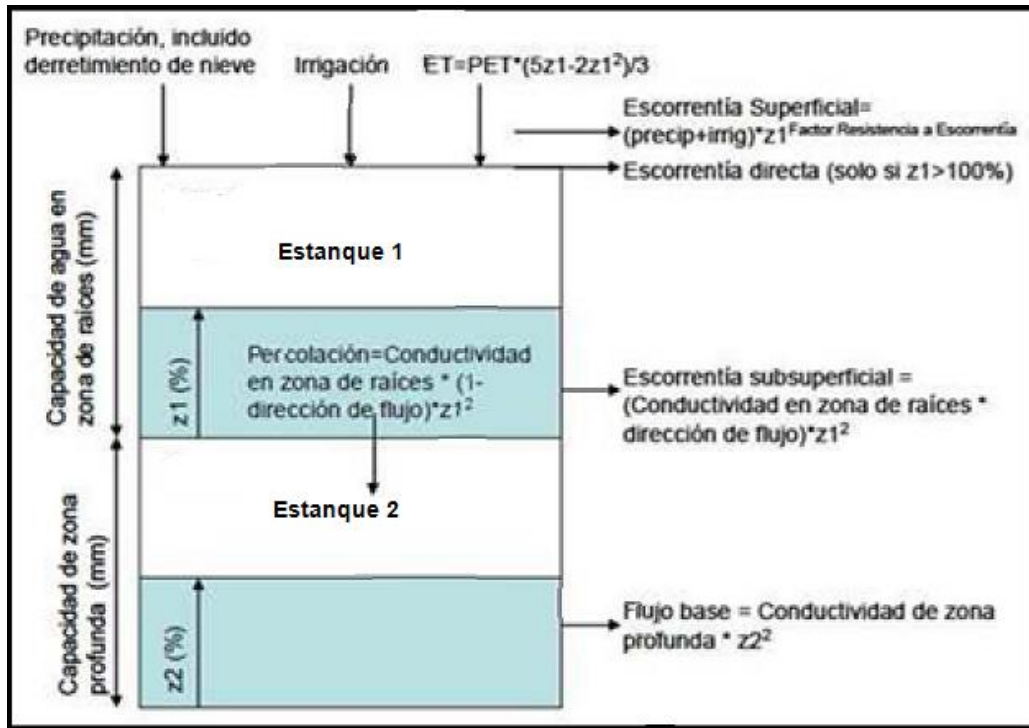 Precipitación, incluido
derretimiento de nieve
Irrigación
ET=PET*(5z1-2z1²)/3
Escorrentía Superficial=
(precip+irrig)*z1^Factor Resistencia a Escorrentía
Escorrentía directa (solo si z1>100%)
Capacidad de agua en
zona de raíces (mm)
Estanque 1
z1 (%)
Percolación=Conductividad
en zona de raíces * (1-
dirección de flujo)*z1²
Escorrentía subsuperficial =
(Conductividad en zona de raíces *
dirección de flujo)*z1²
Capacidad de zona
profunda (mm)
Estanque 2
z2 (%)
Flujo base = Conductividad de zona
profunda * z2²